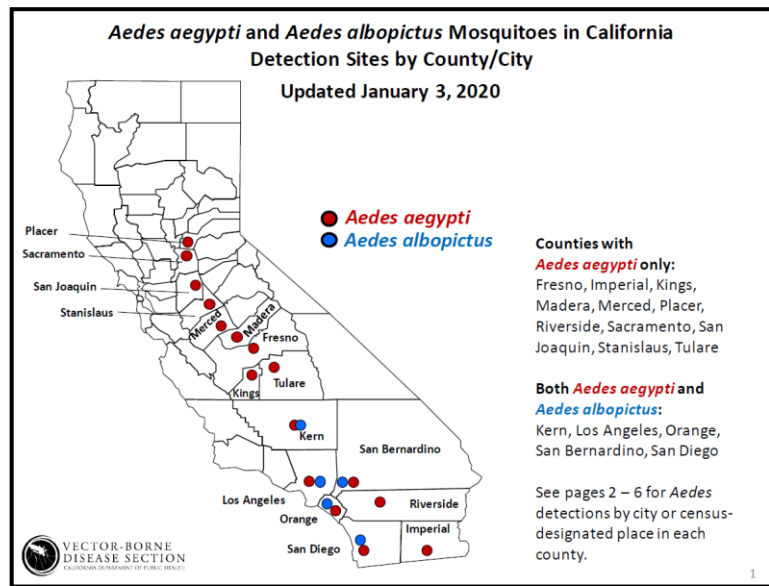 Aedes aegypti and Aedes albopictus Mosquitoes in California
Detection Sites by County/City
Updated January 3, 2020
Aedes aegypti
Aedes albopictus
Placer
Sacramento
San Joaquin
Stanislaus
Merced
Madera
Fresno
Kings
Tulare
Kern
San Bernardino
Los Angeles
Orange
Riverside
San Diego
Imperial
Counties with
Aedes aegypti only:
Fresno, Imperial, Kings,
Madera, Merced, Placer,
Riverside, Sacramento, San
Joaquin, Stanislaus, Tulare
Both Aedes aegypti and
Aedes albopictus:
Kern, Los Angeles, Orange,
San Bernardino, San Diego
See pages 2 – 6 for Aedes
detections by city or census-
designated place in each
county.
VECTOR-BORNE
DISEASE SECTION
CALIFORNIA DEPARTMENT OF PUBLIC HEALTH
1